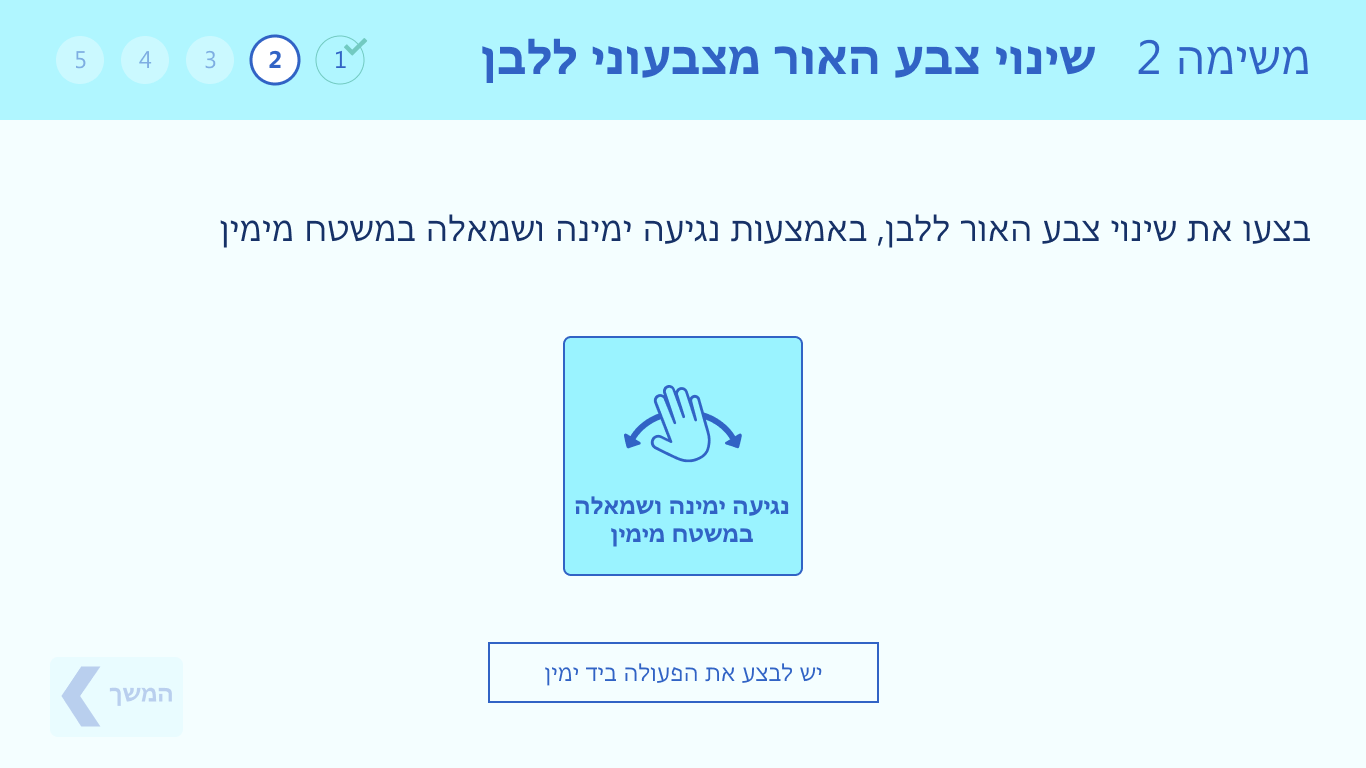 משימה 2 שינוי צבע האור מצבעוני ללבן
1 2 3 4 5
בצעו את שינוי צבע האור ללבן, באמצעות נגיעה ימינה ושמאלה במשטח מימין
נגיעה ימינה ושמאלה
במשטח מימין
יש לבצע את הפעולה ביד ימין
המשך